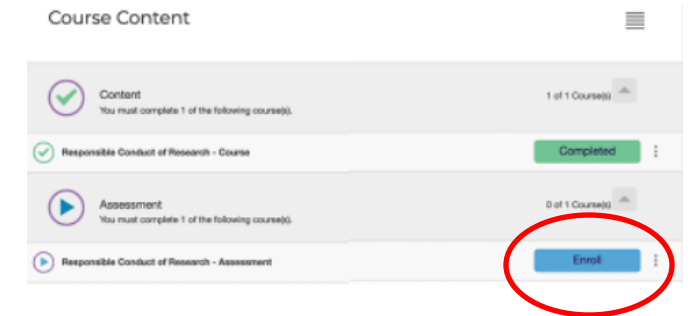 Course Content
Content
1 of 1 Course(s)
You must complete 1 of the following course(s).
Responsible Conduct of Research - Course
Completed
Assessment
0 of 1 Course(s)
You must complete 1 of the following course(s).
Responsible Conduct of Research - Assessment
Enroll